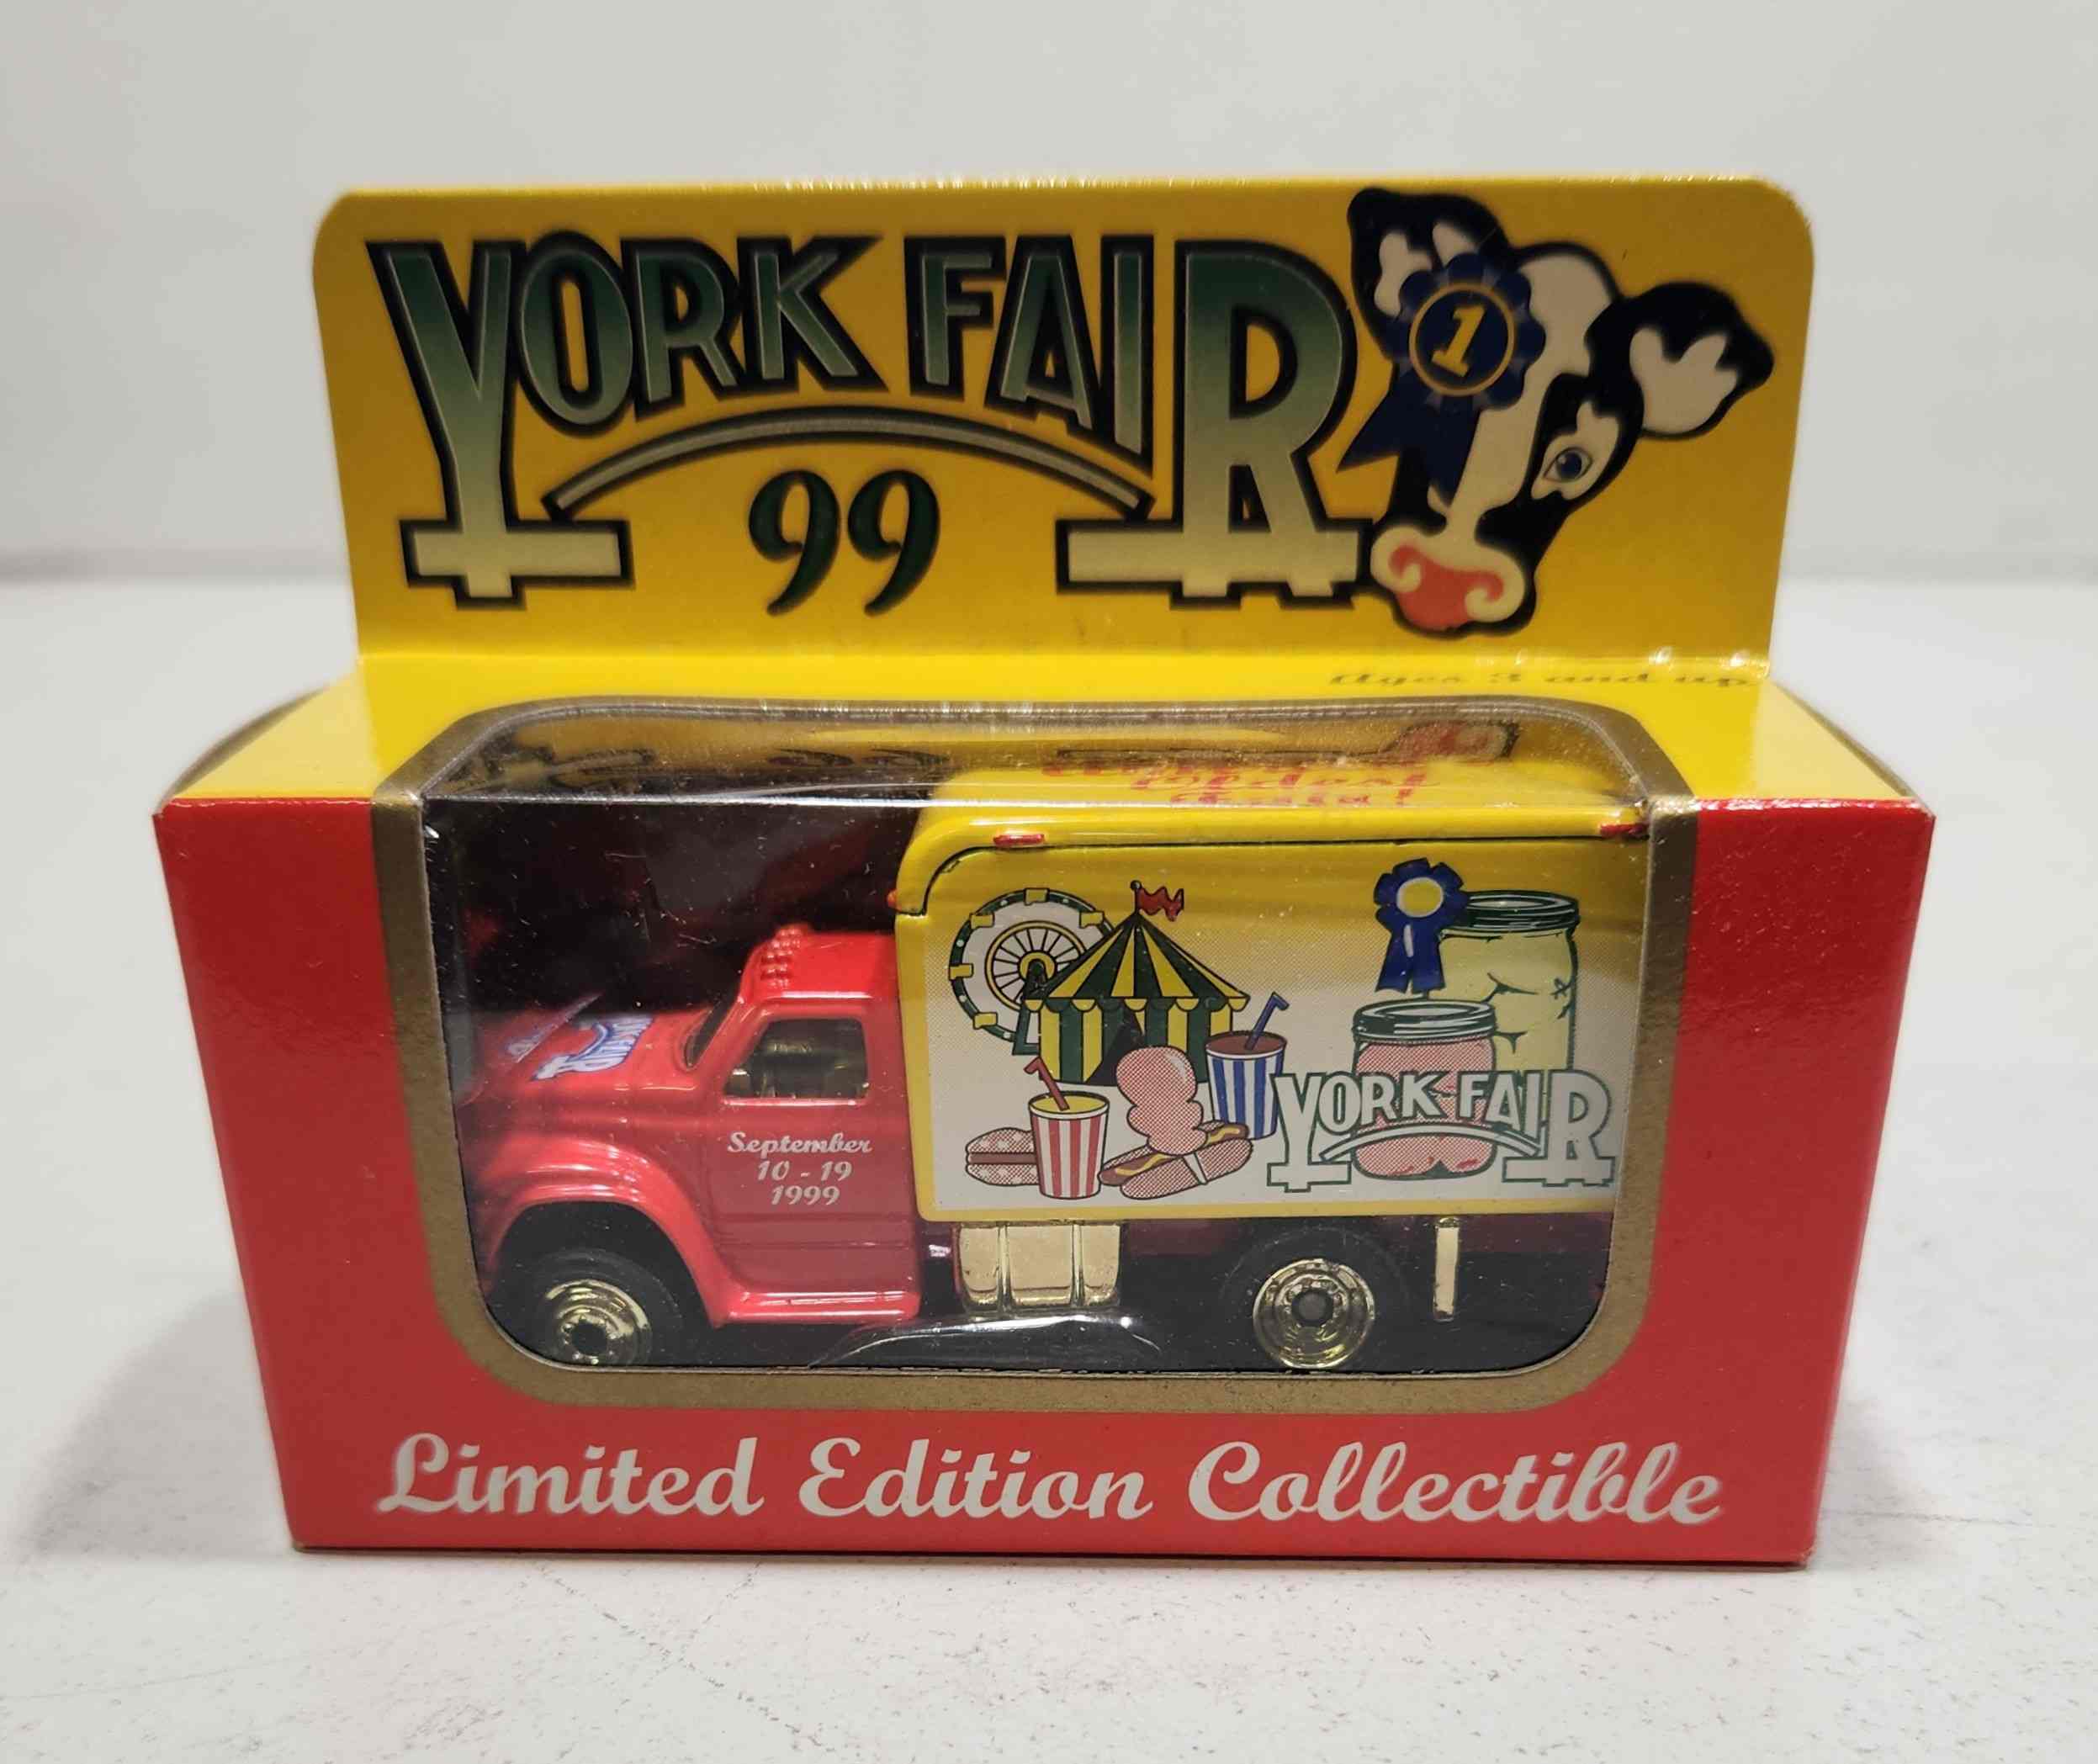 YORK FAIR
99
1
Ages 3 and up
September
10 - 19
1999
YORK FAIR
Limited Edition Collectible